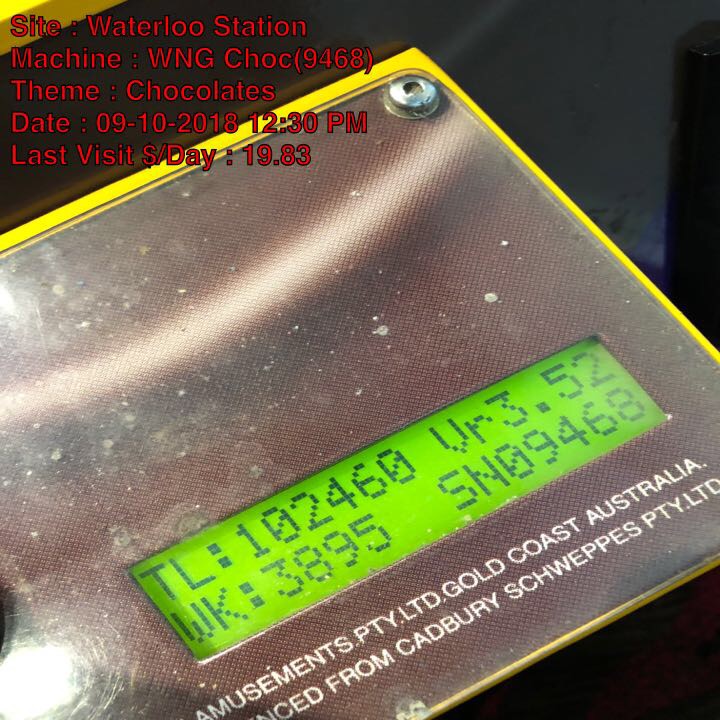 Site : Waterloo Station
Machine : WNG Choc(9468)
Theme : Chocolates
Date : 09-10-2018 12:30 PM
Last Visit $/Day : 19.83
TL:102460 Vr3.52
WK:3895 SN09468
AMUSEMENTS.PTY.LTD.GOLD COAST AUSTRALIA.
FROM CADBURY SCHWEPPES PTY.LTD